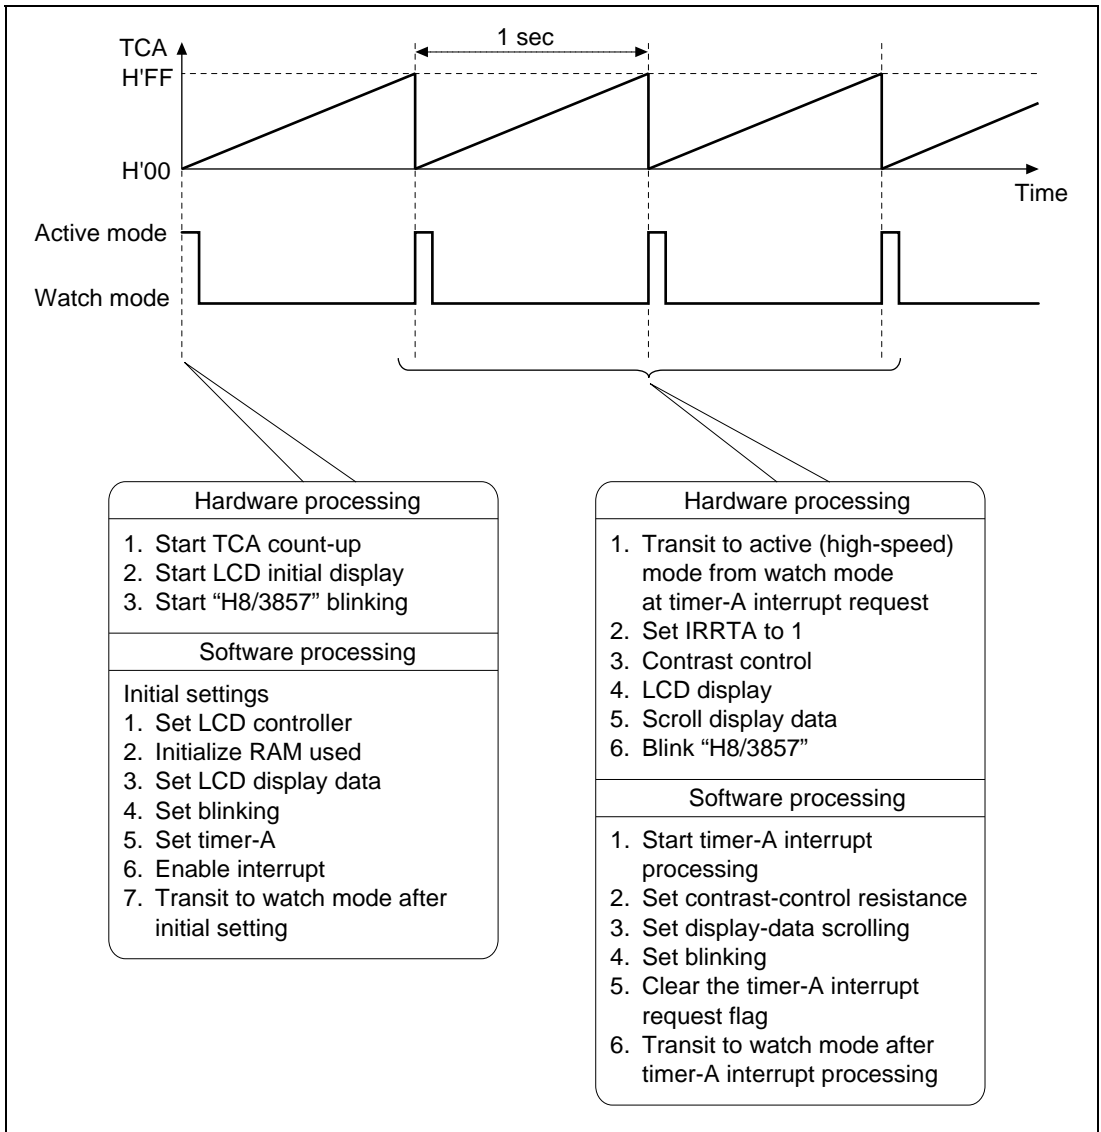 TCA
1 sec
H'FF
H'00
Time
Active mode
Watch mode
Hardware processing
1. Start TCA count-up
2. Start LCD initial display
3. Start “H8/3857” blinking
Software processing
Initial settings
1. Set LCD controller
2. Initialize RAM used
3. Set LCD display data
4. Set blinking
5. Set timer-A
6. Enable interrupt
7. Transit to watch mode after
initial setting
Hardware processing
1. Transit to active (high-speed)
mode from watch mode
at timer-A interrupt request
2. Set IRRTA to 1
3. Contrast control
4. LCD display
5. Scroll display data
6. Blink “H8/3857”
Software processing
1. Start timer-A interrupt
processing
2. Set contrast-control resistance
3. Set display-data scrolling
4. Set blinking
5. Clear the timer-A interrupt
request flag
6. Transit to watch mode after
timer-A interrupt processing